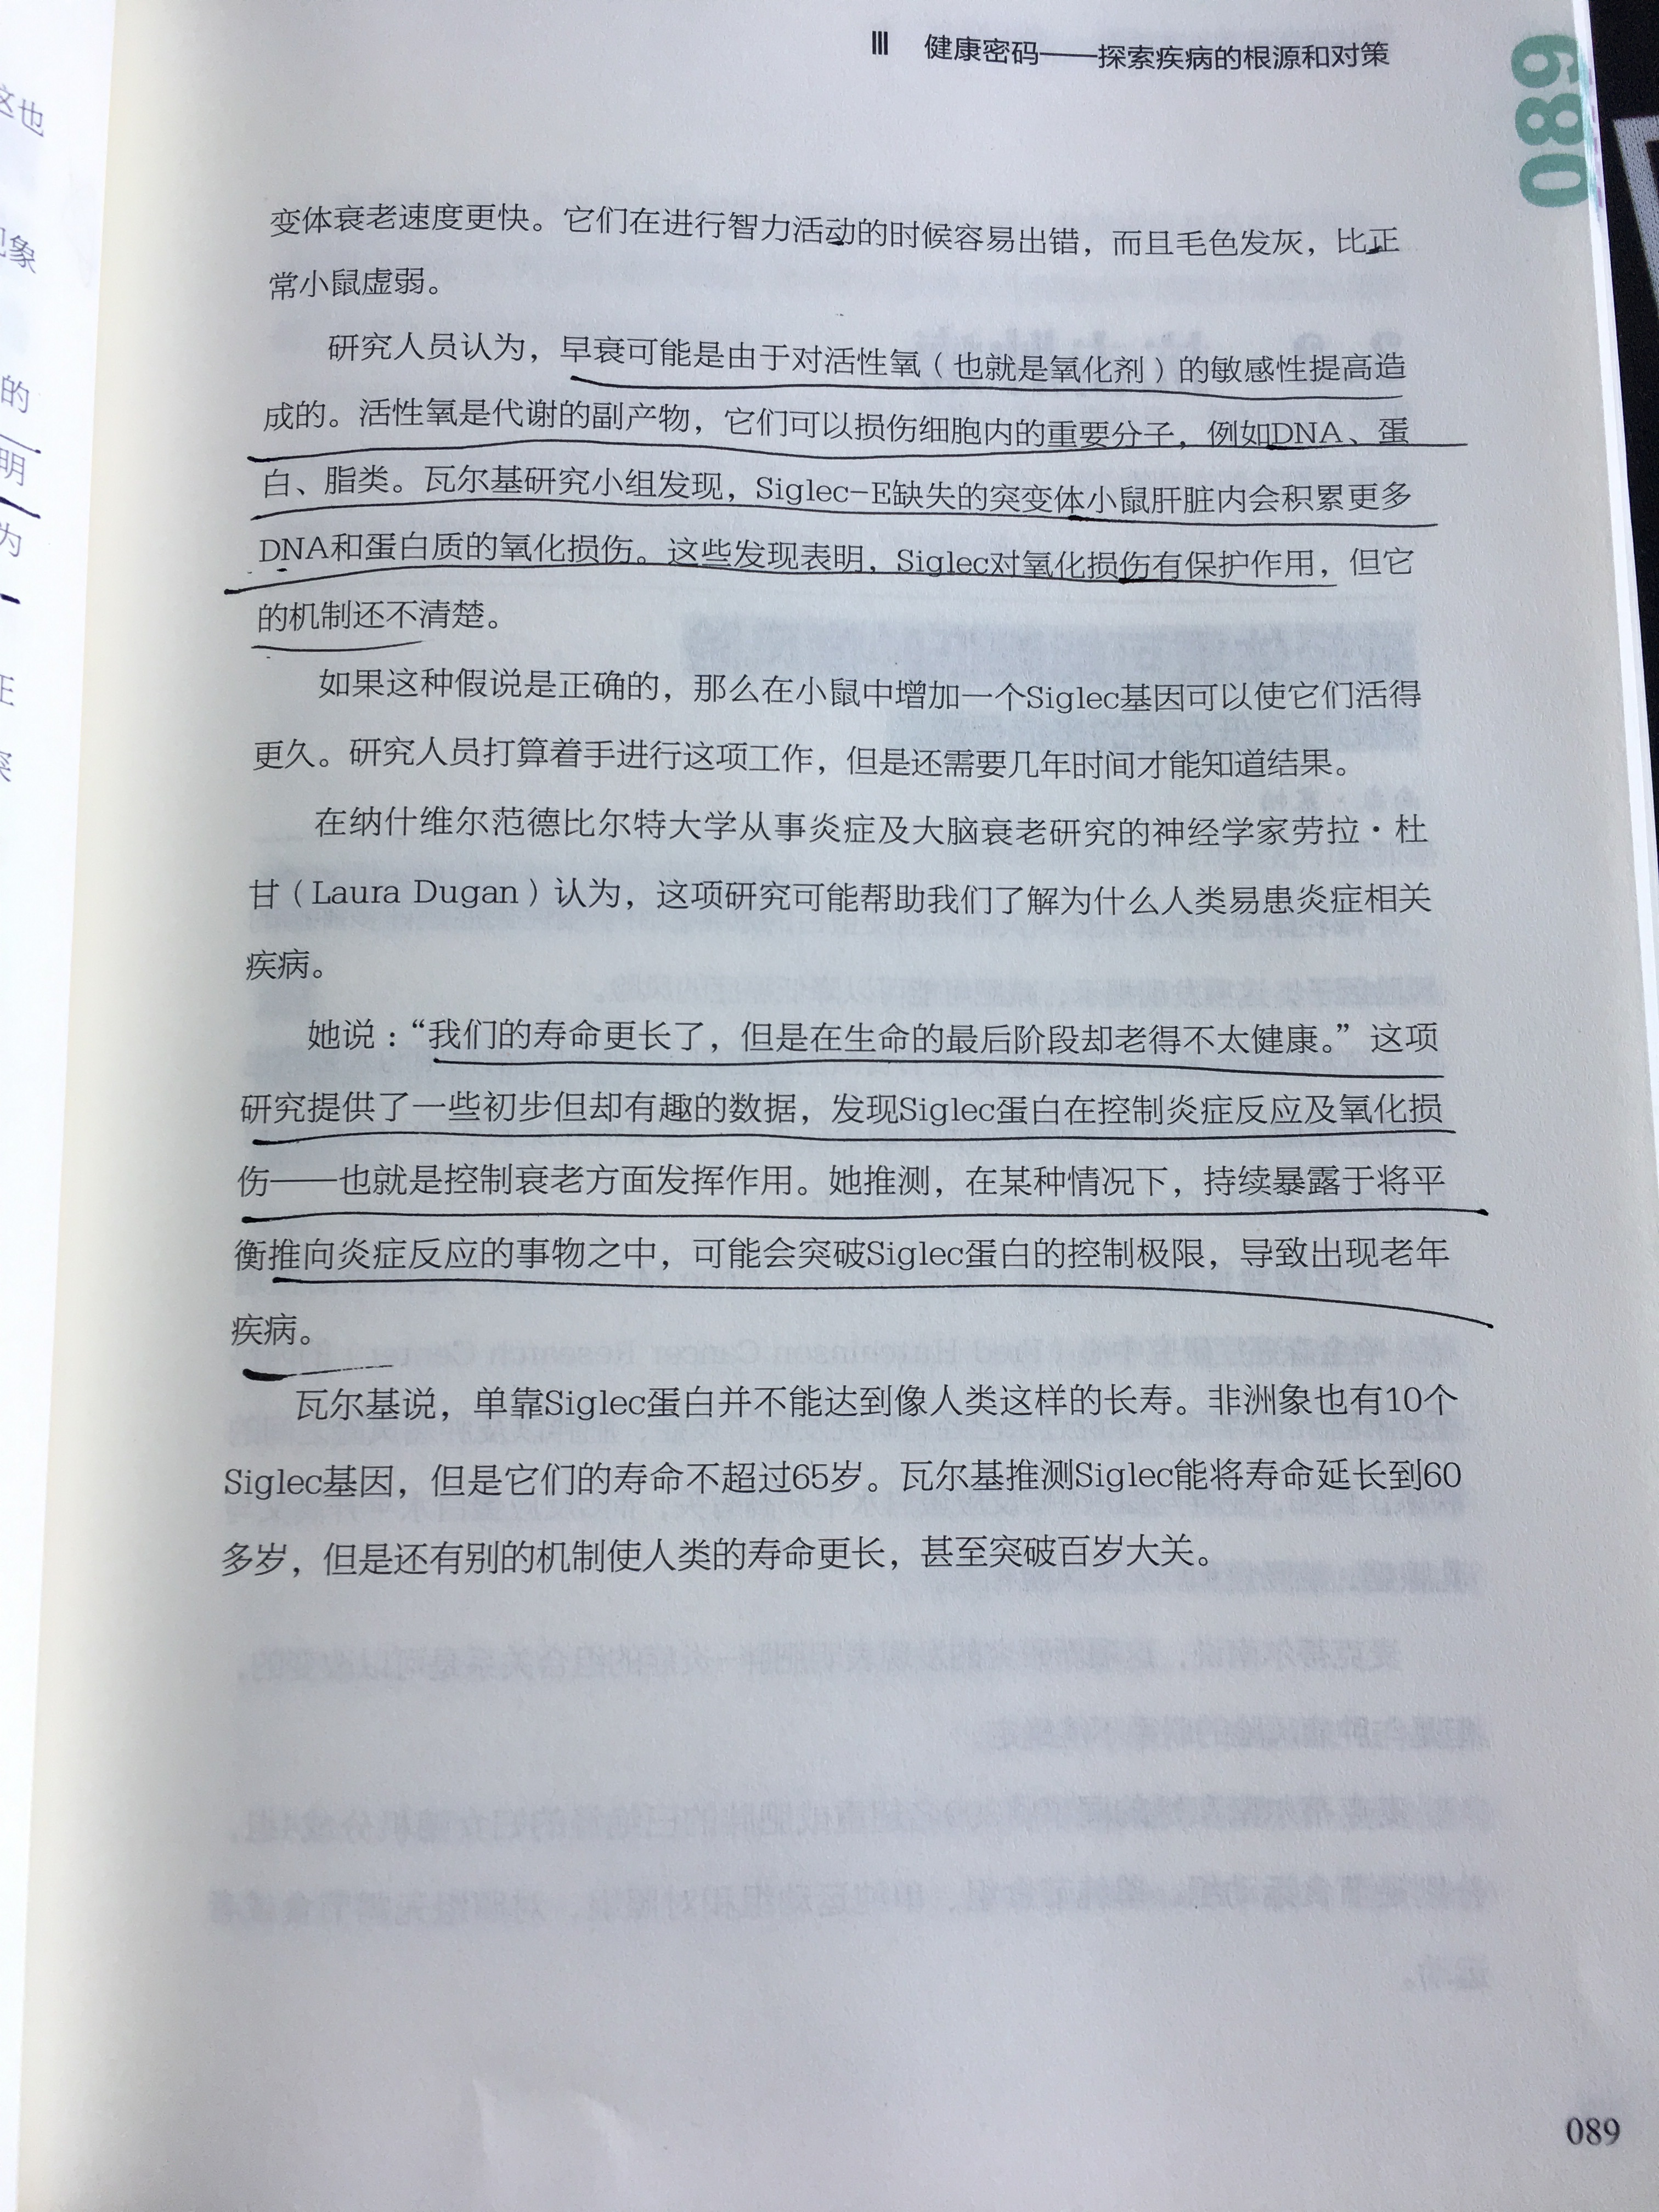 Ⅲ 健康密码——探索疾病的根源和对策
089
变体衰老速度更快。它们在进行智力活动的时候容易出错，而且毛色发灰，比正
常小鼠虚弱。
研究人员认为，早衰可能是由于对活性氧（也就是氧化剂）的敏感性提高造
成的。活性氧是代谢的副产物，它们可以损伤细胞内的重要分子，例如DNA、蛋
白、脂类。瓦尔基研究小组发现，Siglec-E缺失的突变体小鼠肝脏内会积累更多
DNA和蛋白质的氧化损伤。这些发现表明，Siglec对氧化损伤有保护作用，但它
的机制还不清楚。
如果这种假说是正确的，那么在小鼠中增加一个Siglec基因可以使它们活得
更久。研究人员打算着手进行这项工作，但是还需要几年时间才能知道结果。
在纳什维尔范德比尔特大学从事炎症及大脑衰老研究的神经学家劳拉·杜
甘（Laura Dugan）认为，这项研究可能帮助我们了解为什么人类易患炎症相关
疾病。
她说：“我们的寿命更长了，但是在生命的最后阶段却老得不太健康。”这项
研究提供了一些初步但却有趣的数据，发现Siglec蛋白在控制炎症反应及氧化损
伤——也就是控制衰老方面发挥作用。她推测，在某种情况下，持续暴露于将平
衡推向炎症反应的事物之中，可能会突破Siglec蛋白的控制极限，导致出现老年
疾病。
瓦尔基说，单靠Siglec蛋白并不能达到像人类这样的长寿。非洲象也有10个
Siglec基因，但是它们的寿命不超过65岁。瓦尔基推测Siglec能将寿命延长到60
多岁，但是还有别的机制使人类的寿命更长，甚至突破百岁大关。
089